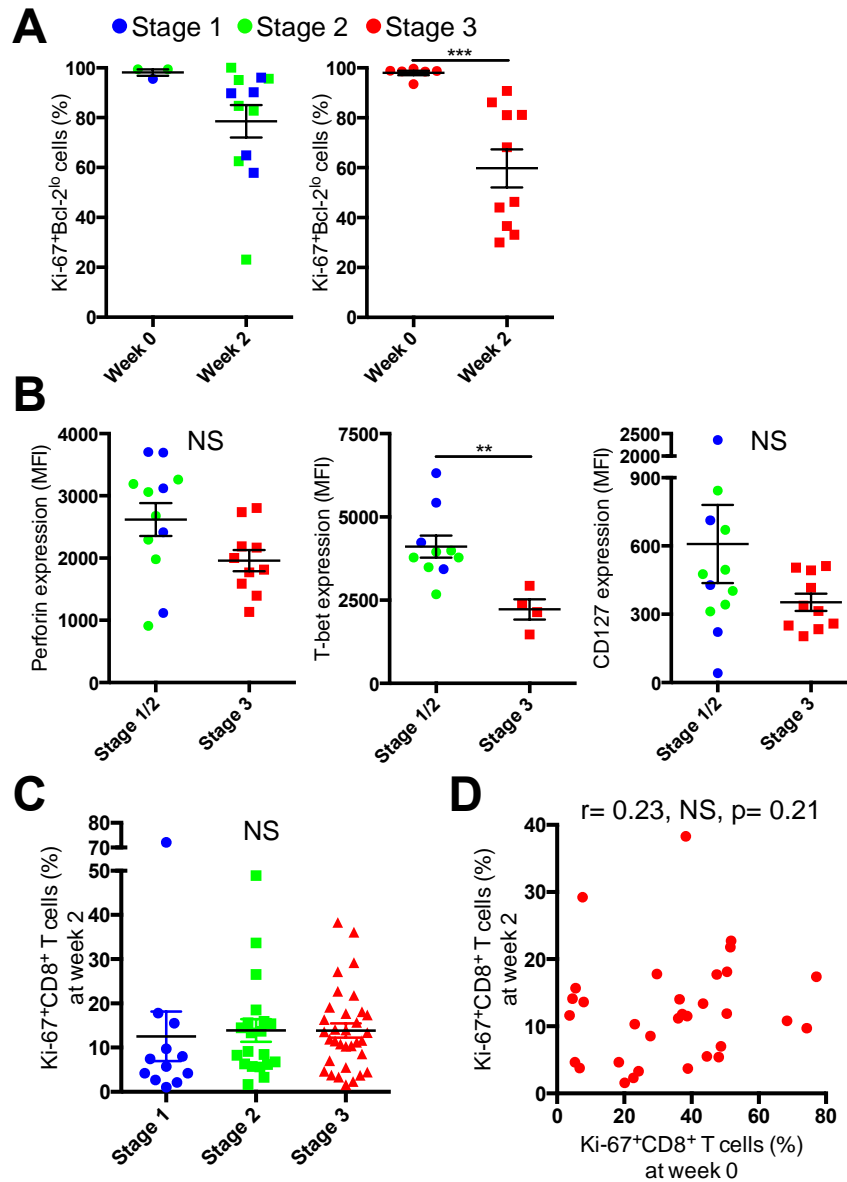 A
Stage 1 Stage 2 Stage 3
Ki-67⁺Bcl-2ˡᵒ cells (%)
100
80
60
40
20
0
Week 0
Week 2
***
Ki-67⁺Bcl-2ˡᵒ cells (%)
100
80
60
40
20
0
Week 0
Week 2
B
Perforin expression (MFI)
4000
3000
2000
1000
0
NS
Stage 1/2
Stage 3
T-bet expression (MFI)
7500
5000
2500
0
**
Stage 1/2
Stage 3
CD127 expression (MFI)
2500
2000
900
600
300
0
NS
Stage 1/2
Stage 3
C
Ki-67⁺CD8⁺ T cells (%)
at week 2
80
70
50
40
30
20
10
0
NS
Stage 1
Stage 2
Stage 3
D
r= 0.23, NS, p= 0.21
Ki-67⁺CD8⁺ T cells (%)
at week 2
40
30
20
10
0
0 20 40 60 80
Ki-67⁺CD8⁺ T cells (%)
at week 0